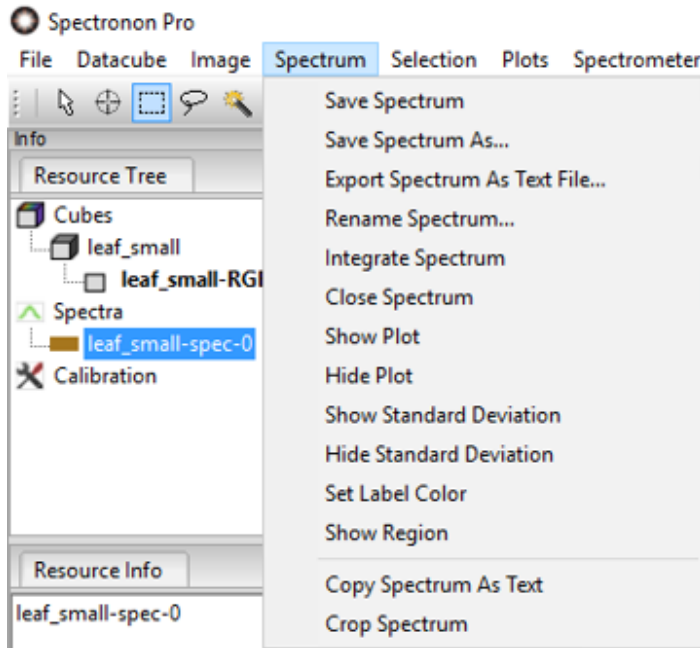 Spectronon Pro
File Datacube Image Spectrum Selection Plots Spectrometer
Info
Resource Tree
Cubes
leaf_small
leaf_small-RG
Spectra
leaf_small-spec-0
Calibration
Resource Info
leaf_small-spec-0
Save Spectrum
Save Spectrum As...
Export Spectrum As Text File...
Rename Spectrum...
Integrate Spectrum
Close Spectrum
Show Plot
Hide Plot
Show Standard Deviation
Hide Standard Deviation
Set Label Color
Show Region
Copy Spectrum As Text
Crop Spectrum